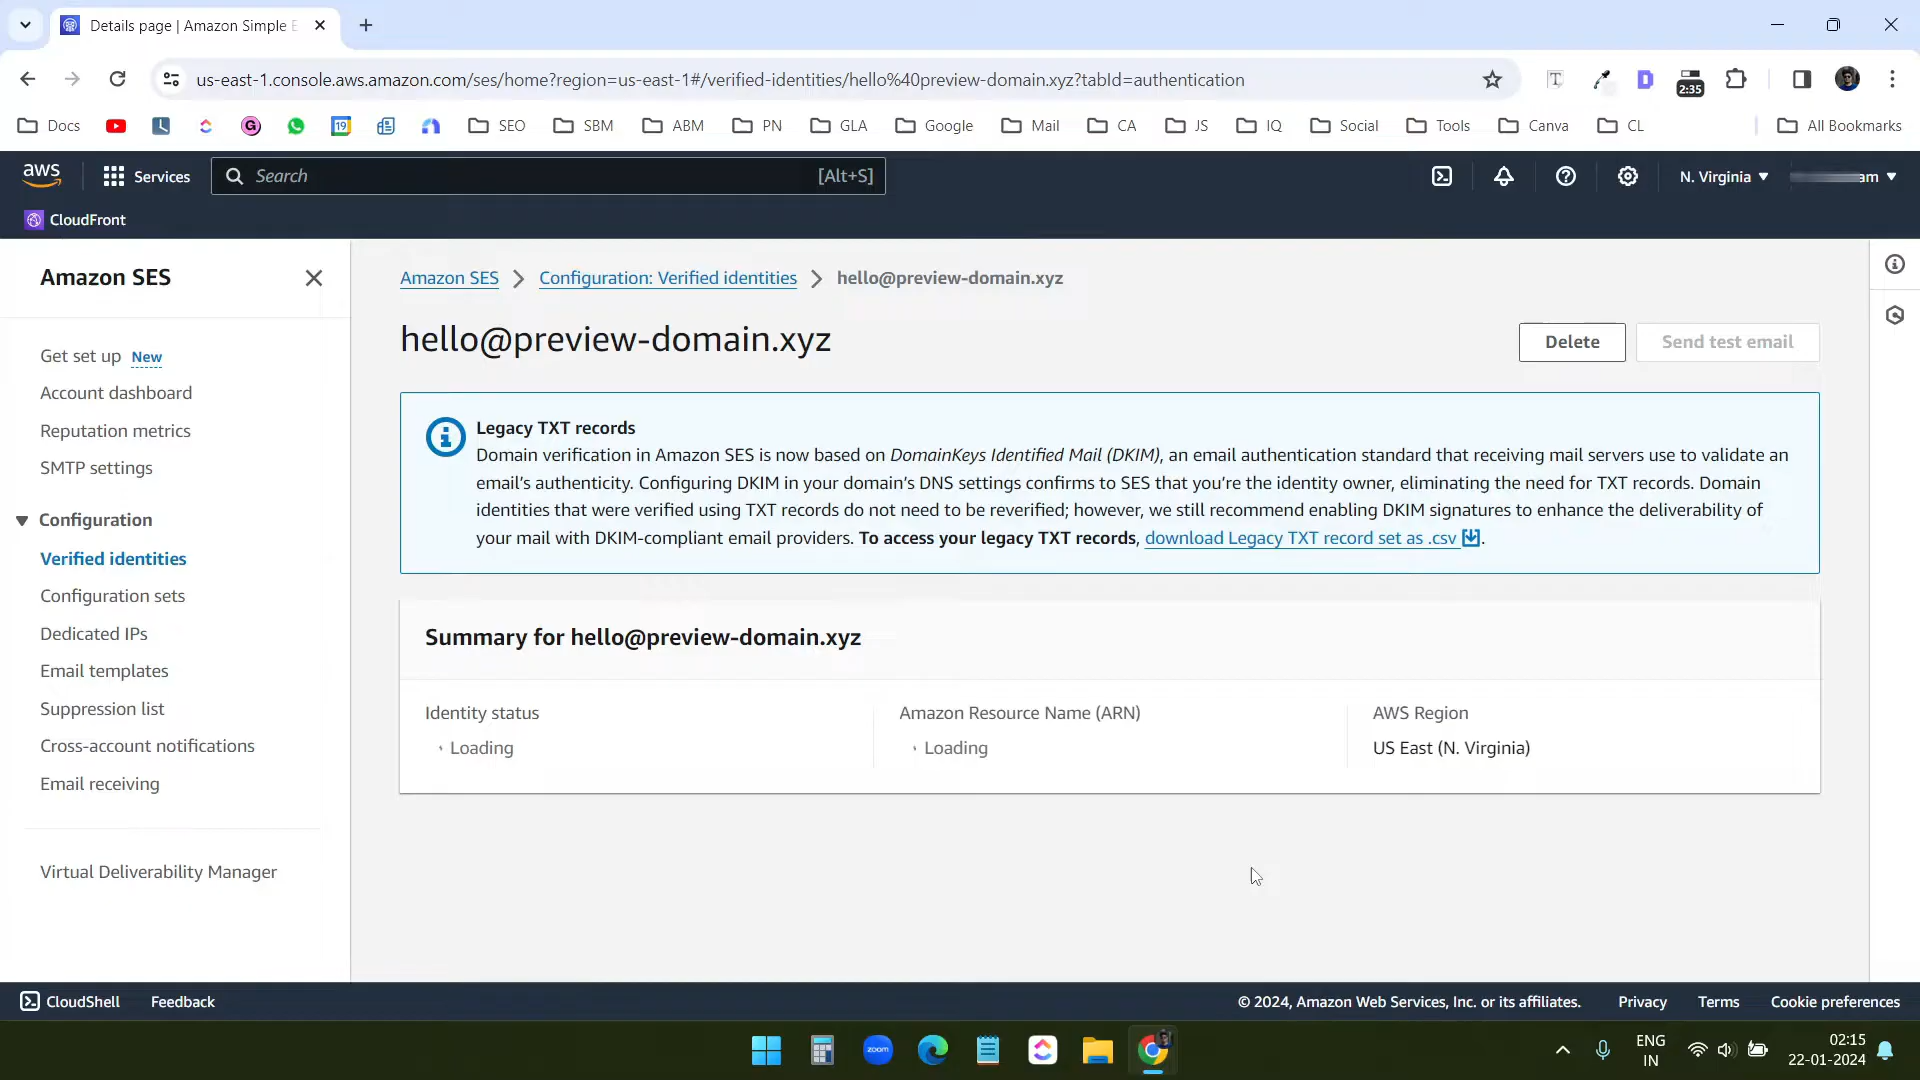 Details page | Amazon Simple E
us-east-1.console.aws.amazon.com/ses/home?region=us-east-1#/verified-identities/hello%40preview-domain.xyz?tabId=authentication
2:35
Docs
19
SEO
SBM
ABM
PN
GLA
Google
Mail
CA
JS
IQ
Social
Tools
Canva
CL
All Bookmarks
aws
Services
Search
[Alt+S]
N. Virginia
am
CloudFront
Amazon SES
Get set up New
Account dashboard
Reputation metrics
SMTP settings
Configuration
Verified identities
Configuration sets
Dedicated IPs
Email templates
Suppression list
Cross-account notifications
Email receiving
Virtual Deliverability Manager
Amazon SES
Configuration: Verified identities
hello@preview-domain.xyz
hello@preview-domain.xyz
Delete
Send test email
Legacy TXT records
Domain verification in Amazon SES is now based on DomainKeys Identified Mail (DKIM), an email authentication standard that receiving mail servers use to validate an
email's authenticity. Configuring DKIM in your domain's DNS settings confirms to SES that you're the identity owner, eliminating the need for TXT records. Domain
identities that were verified using TXT records do not need to be reverified; however, we still recommend enabling DKIM signatures to enhance the deliverability of
your mail with DKIM-compliant email providers. To access your legacy TXT records, download Legacy TXT record set as .csv.
Summary for hello@preview-domain.xyz
Identity status
Loading
Amazon Resource Name (ARN)
Loading
AWS Region
US East (N. Virginia)
CloudShell
Feedback
© 2024, Amazon Web Services, Inc. or its affiliates.
Privacy
Terms
Cookie preferences
zoom
ENG
IN
02:15
22-01-2024